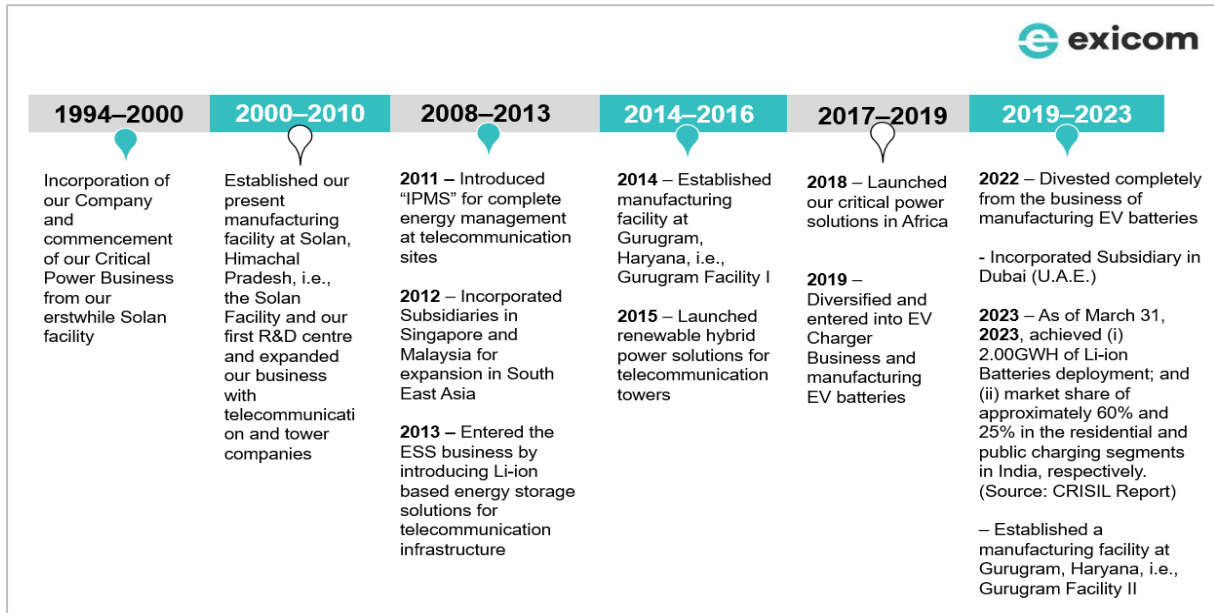 exicom
1994–2000
2000–2010
2008–2013
2014–2016
2017–2019
2019–2023
Incorporation of
our Company
and
commencement
of our Critical
Power Business
from our
erstwhile Solan
facility
Established our
present
manufacturing
facility at Solan,
Himachal
Pradesh, i.e.,
the Solan
Facility and our
first R&D centre
and expanded
our business
with
telecommunicati
on and tower
companies
2011 – Introduced
“IPMS” for complete
energy management
at telecommunication
sites
2012 – Incorporated
Subsidiaries in
Singapore and
Malaysia for
expansion in South
East Asia
2013 – Entered the
ESS business by
introducing Li-ion
based energy storage
solutions for
telecommunication
infrastructure
2014 – Established
manufacturing
facility at
Gurugram,
Haryana, i.e.,
Gurugram Facility I
2015 – Launched
renewable hybrid
power solutions for
telecommunication
towers
2018 – Launched
our critical power
solutions in Africa
2019 –
Diversified and
entered into EV
Charger
Business and
manufacturing
EV batteries
2022 – Divested completely
from the business of
manufacturing EV batteries
- Incorporated Subsidiary in
Dubai (U.A.E.)
2023 – As of March 31,
2023, achieved (i)
2.00GWH of Li-ion
Batteries deployment; and
(ii) market share of
approximately 60% and
25% in the residential and
public charging segments
in India, respectively.
(Source: CRISIL Report)
– Established a
manufacturing facility at
Gurugram, Haryana, i.e.,
Gurugram Facility II